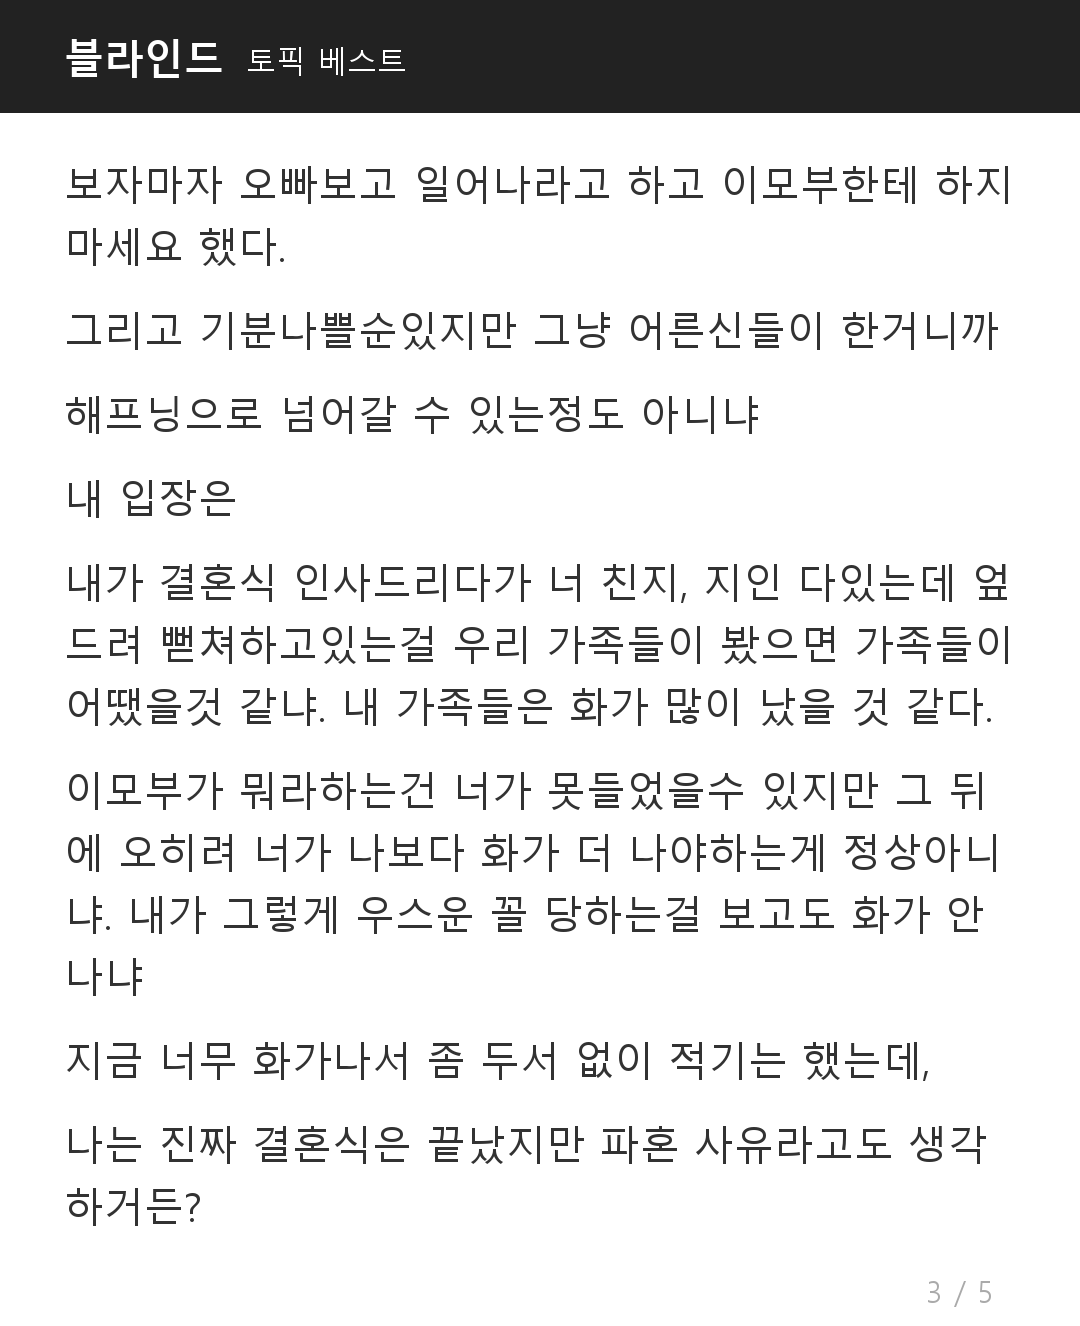 블라인드 토픽 베스트
보자마자 오빠보고 일어나라고 하고 이모부한테 하지
마세요 했다.
그리고 기분나쁠순있지만 그냥 어른신들이 한거니까
해프닝으로 넘어갈 수 있는정도 아니냐
내 입장은
내가 결혼식 인사드리다가 너 친지, 지인 다있는데 엎
드려 뻗쳐하고있는걸 우리 가족들이 봤으면 가족들이
어땠을것 같냐. 내 가족들은 화가 많이 났을 것 같다.
이모부가 뭐라하는건 너가 못들었을수 있지만 그 뒤
에 오히려 너가 나보다 화가 더 나야하는게 정상아니
냐. 내가 그렇게 우스운 꼴 당하는걸 보고도 화가 안
나냐
지금 너무 화가나서 좀 두서 없이 적기는 했는데,
나는 진짜 결혼식은 끝났지만 파혼 사유라고도 생각
하거든?
3 / 5